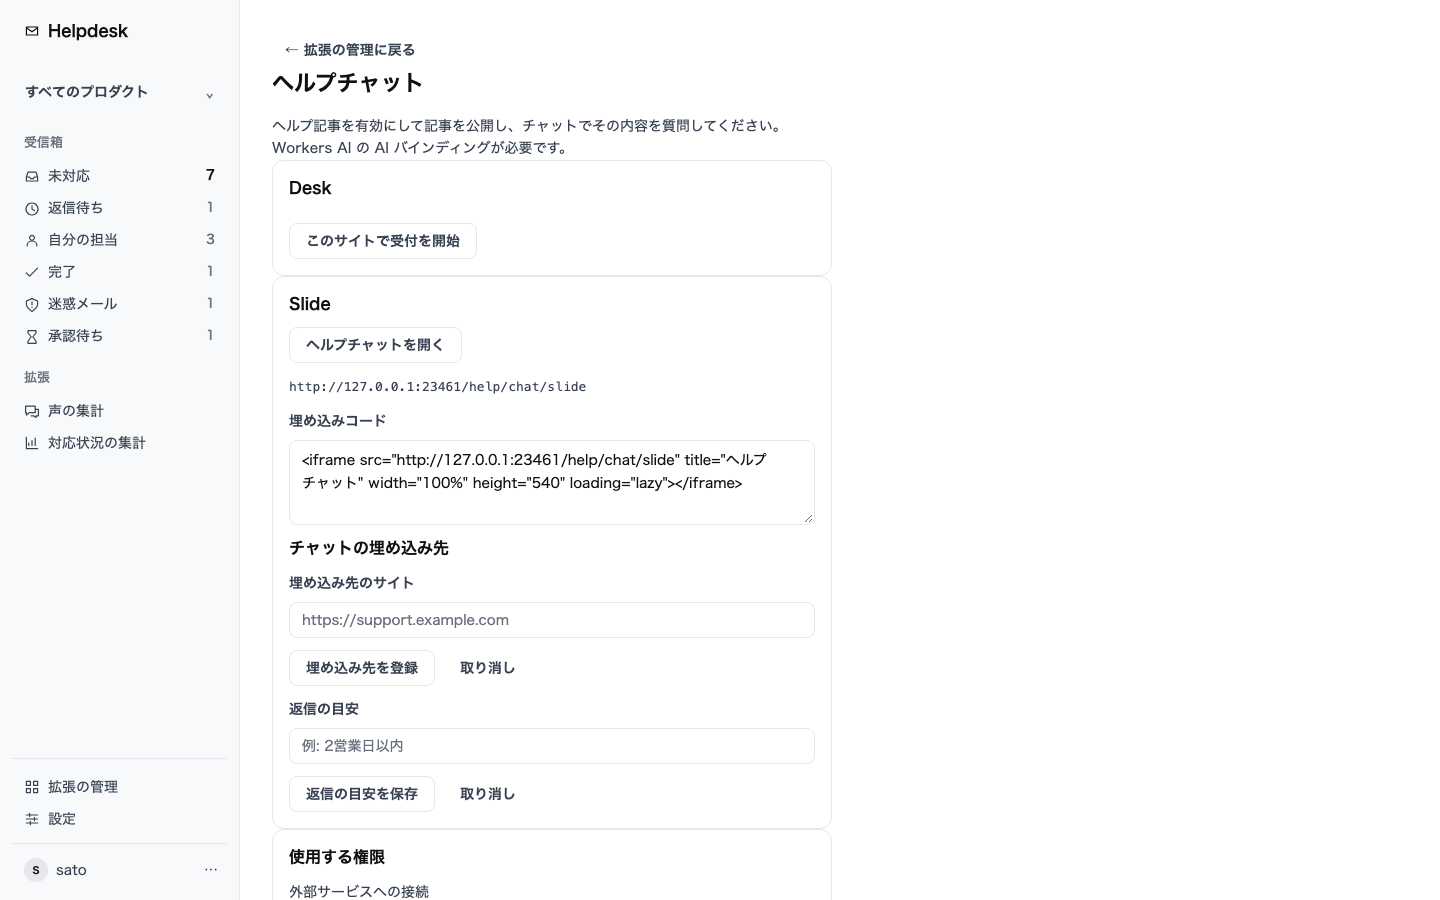 Helpdesk
すべてのプロダクト
受信箱
未対応 7
返信待ち 1
自分の担当 3
完了 1
迷惑メール 1
承認待ち 1
拡張
声の集計
対応状況の集計
拡張の管理
設定
S sato ...
← 拡張の管理に戻る
ヘルプチャット
ヘルプ記事を有効にして記事を公開し、チャットでその内容を質問してください。
Workers AI の AI バインディングが必要です。
Desk
このサイトで受付を開始
Slide
ヘルプチャットを開く
http://127.0.0.1:23461/help/chat/slide
埋め込みコード
<iframe src="http://127.0.0.1:23461/help/chat/slide" title="ヘルプ
チャット" width="100%" height="540" loading="lazy"></iframe>
チャットの埋め込み先
埋め込み先のサイト
https://support.example.com
埋め込み先を登録 取り消し
返信の目安
例: 2営業日以内
返信の目安を保存 取り消し
使用する権限
外部サービスへの接続